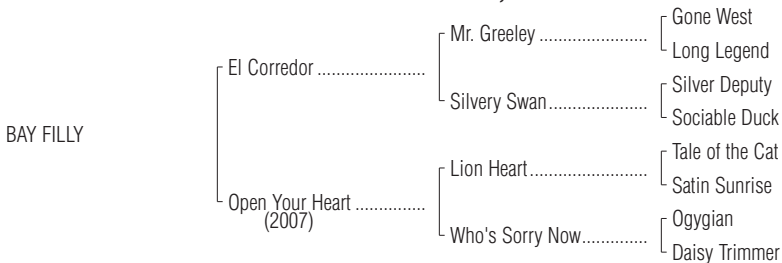 Gone West
Mr. Greeley .......................
Long Legend
El Corredor .......................
Silver Deputy
Silvery Swan.....................
Sociable Duck
BAY FILLY
Tale of the Cat
Lion Heart.........................
Satin Sunrise
Open Your Heart ...............
(2007)
Ogygian
Who's Sorry Now..............
Daisy Trimmer